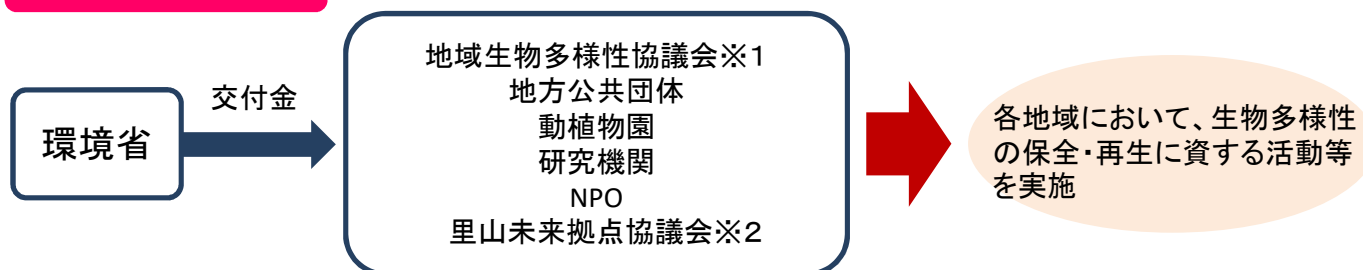 環境省
交付金
地域生物多様性協議会※1
地方公共団体
動植物園
研究機関
NPO
里山未来拠点協議会※2
各地域において、生物多様性
の保全・再生に資する活動等
を実施